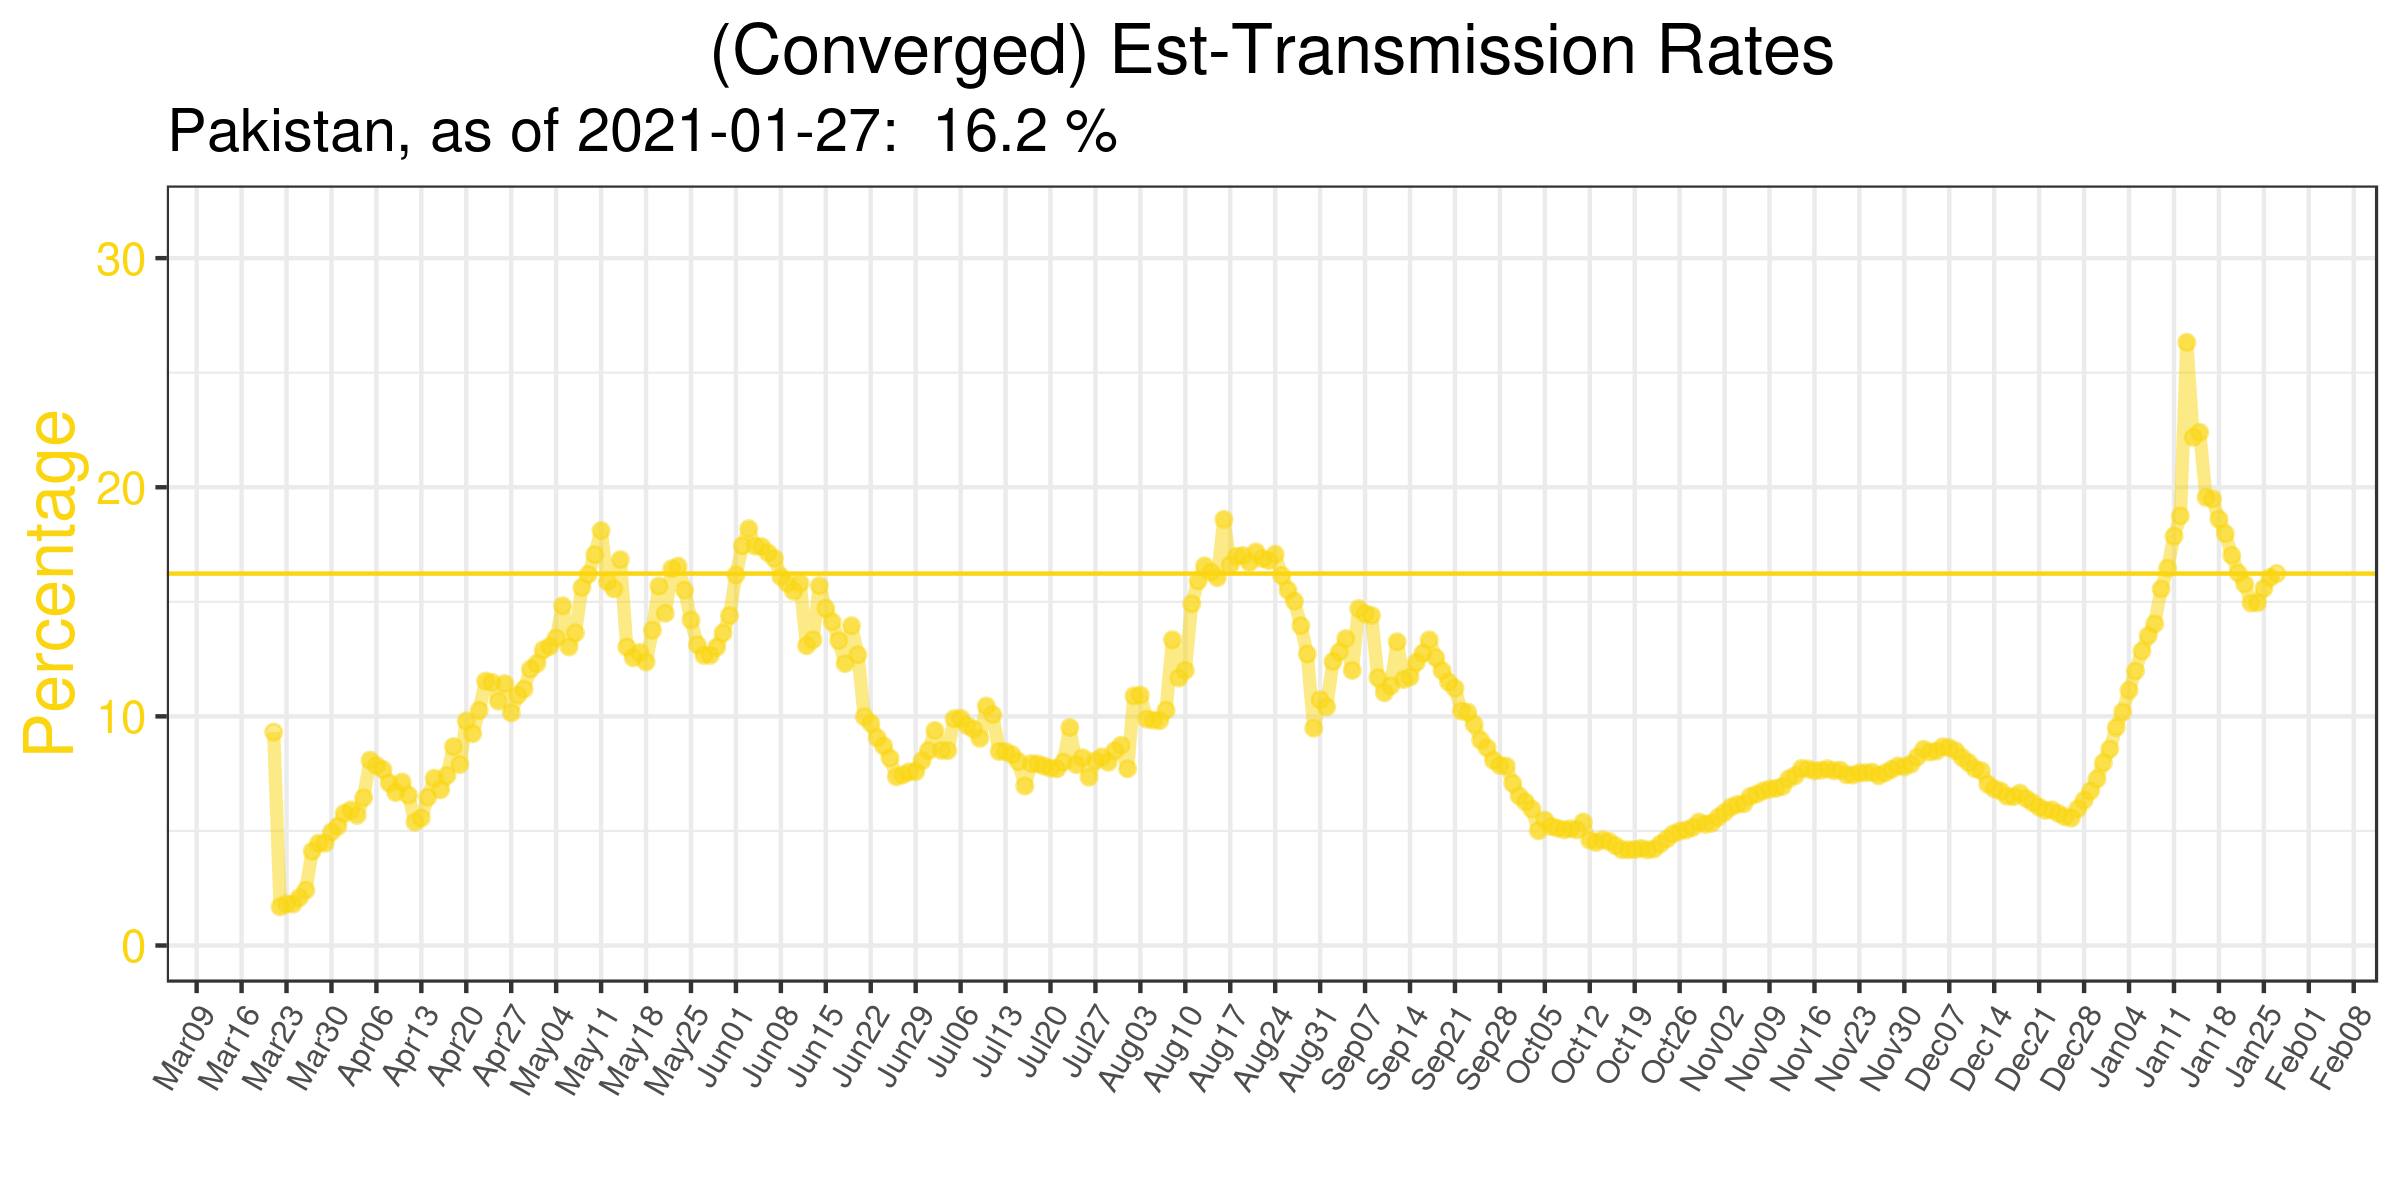 (Converged) Est-Transmission Rates
Pakistan, as of 2021-01-27:  16.2 %
Percentage
30
20
10
0
Mar09
Mar16
Mar23
Mar30
Apr06
Apr13
Apr20
Apr27
May04
May11
May18
May25
Jun01
Jun08
Jun15
Jun22
Jun29
Jul06
Jul13
Jul20
Jul27
Aug03
Aug10
Aug17
Aug24
Aug31
Sep07
Sep14
Sep21
Sep28
Oct05
Oct12
Oct19
Oct26
Nov02
Nov09
Nov16
Nov23
Nov30
Dec07
Dec14
Dec21
Dec28
Jan04
Jan11
Jan18
Jan25
Feb01
Feb08